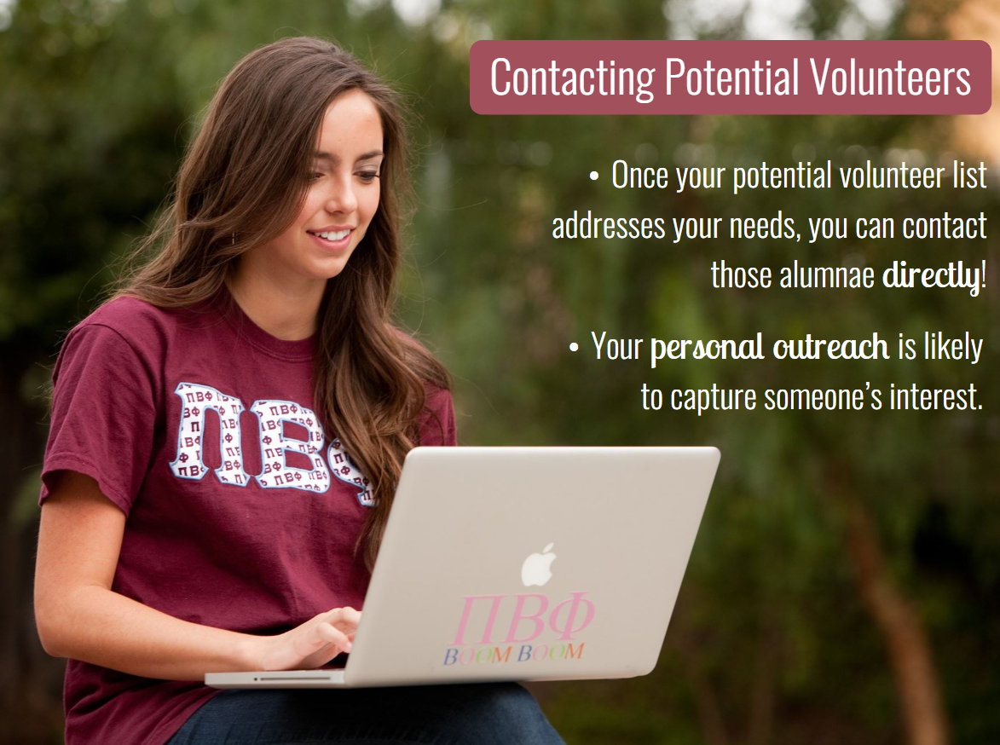 Contacting Potential Volunteers
• Once your potential volunteer list
addresses your needs, you can contact
those alumnae directly!
• Your personal outreach is likely
to capture someone's interest.
ΠΒΦ
ΠΒΦ
BOOM BOOM